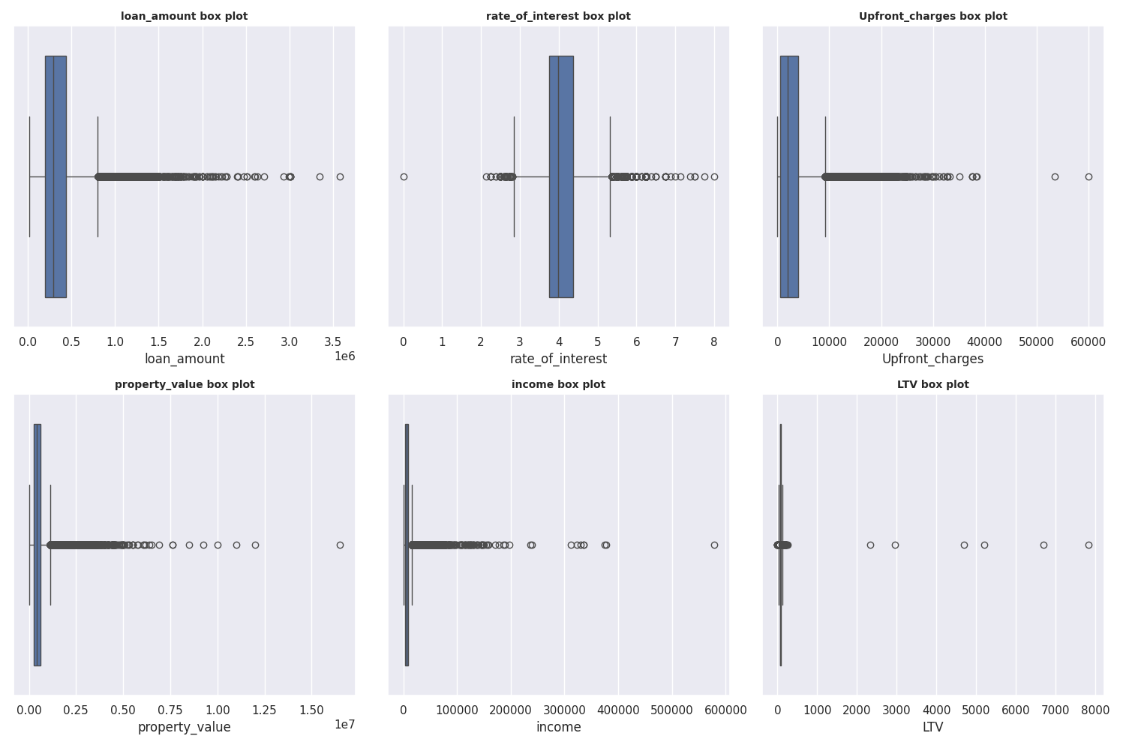 loan_amount box plot
rate_of_interest box plot
Upfront_charges box plot
0.0 0.5 1.0 1.5 2.0 2.5 3.0 3.5
0 1 2 3 4 5 6 7 8
0 10000 20000 30000 40000 50000 60000
1e6
loan_amount
rate_of_interest
Upfront_charges
property_value box plot
income box plot
LTV box plot
0.00 0.25 0.50 0.75 1.00 1.25 1.50
0 100000 200000 300000 400000 500000 600000
0 1000 2000 3000 4000 5000 6000 7000 8000
1e7
property_value
income
LTV